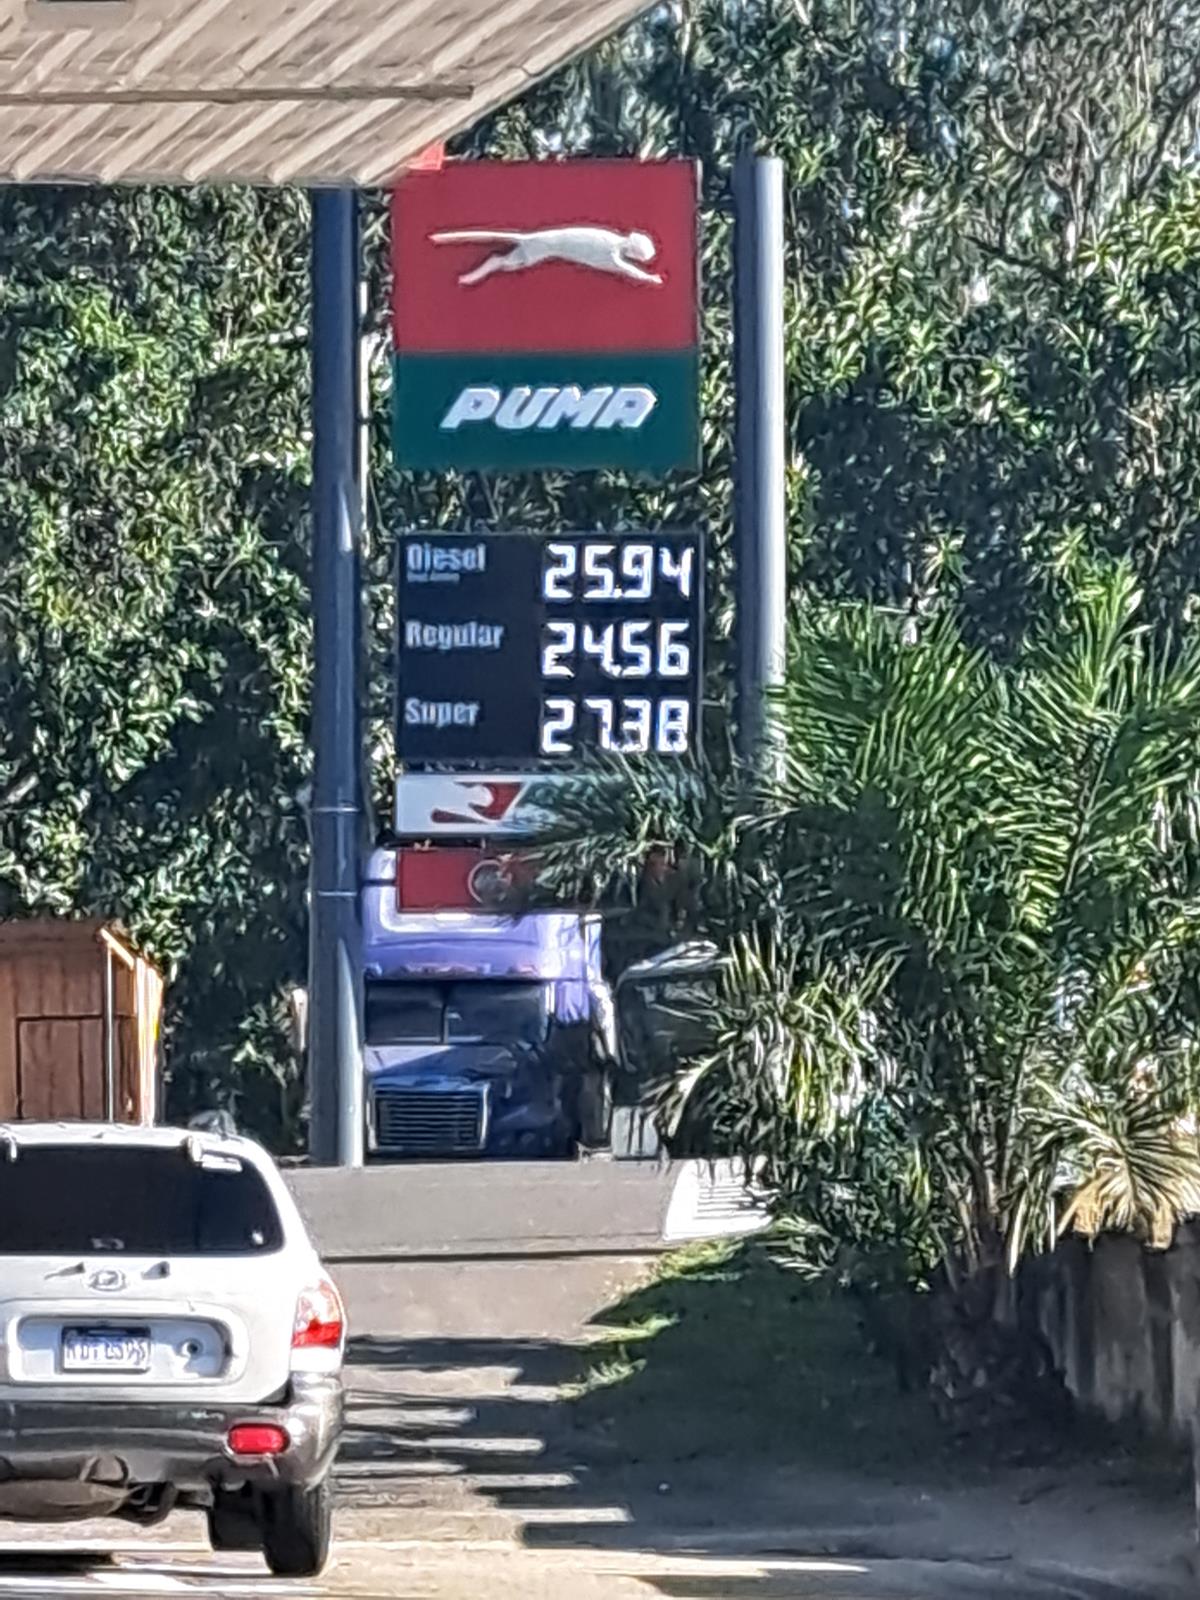 PUMA
Diesel 25.94
Regular 24.56
Super 27.38